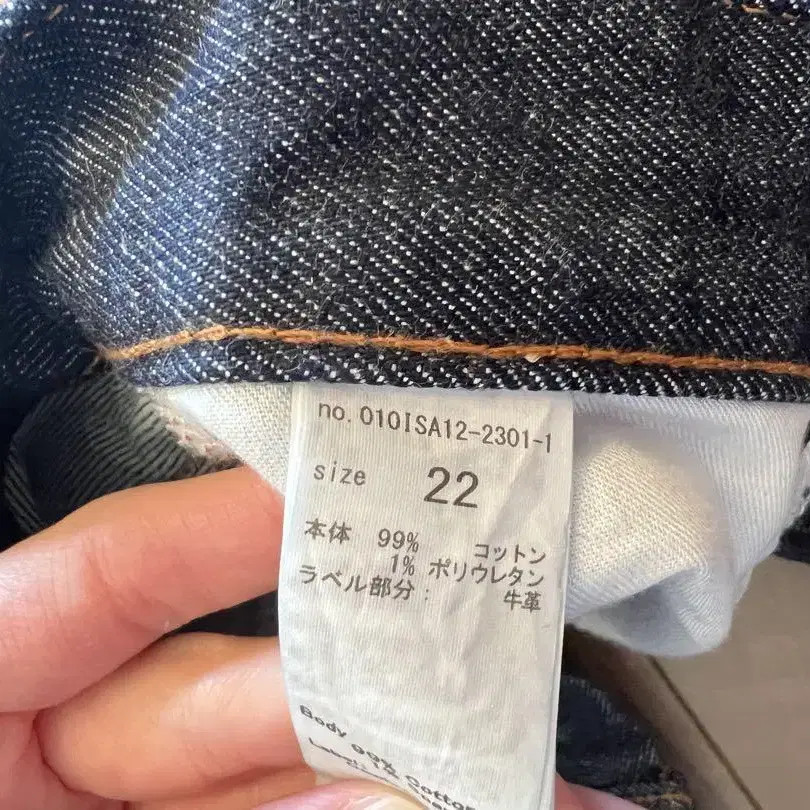 no. 010ISA12-2301-1
size 22
本体 99% コットン
1% ポリウレタン
ラベル部分: 牛革
Body 99% Cotton